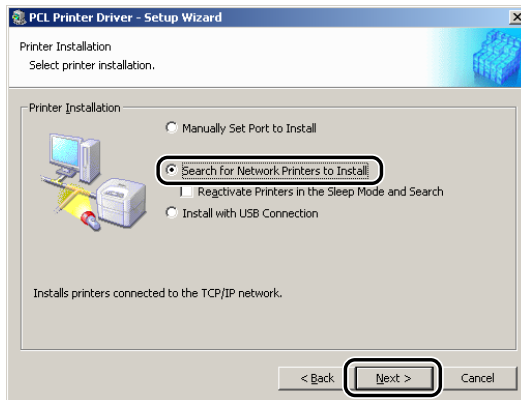 PCL Printer Driver - Setup Wizard
Printer Installation
Select printer installation.
Printer Installation
Manually Set Port to Install
Search for Network Printers to Install
Reactivate Printers in the Sleep Mode and Search
Install with USB Connection
Installs printers connected to the TCP/IP network.
< Back Next > Cancel